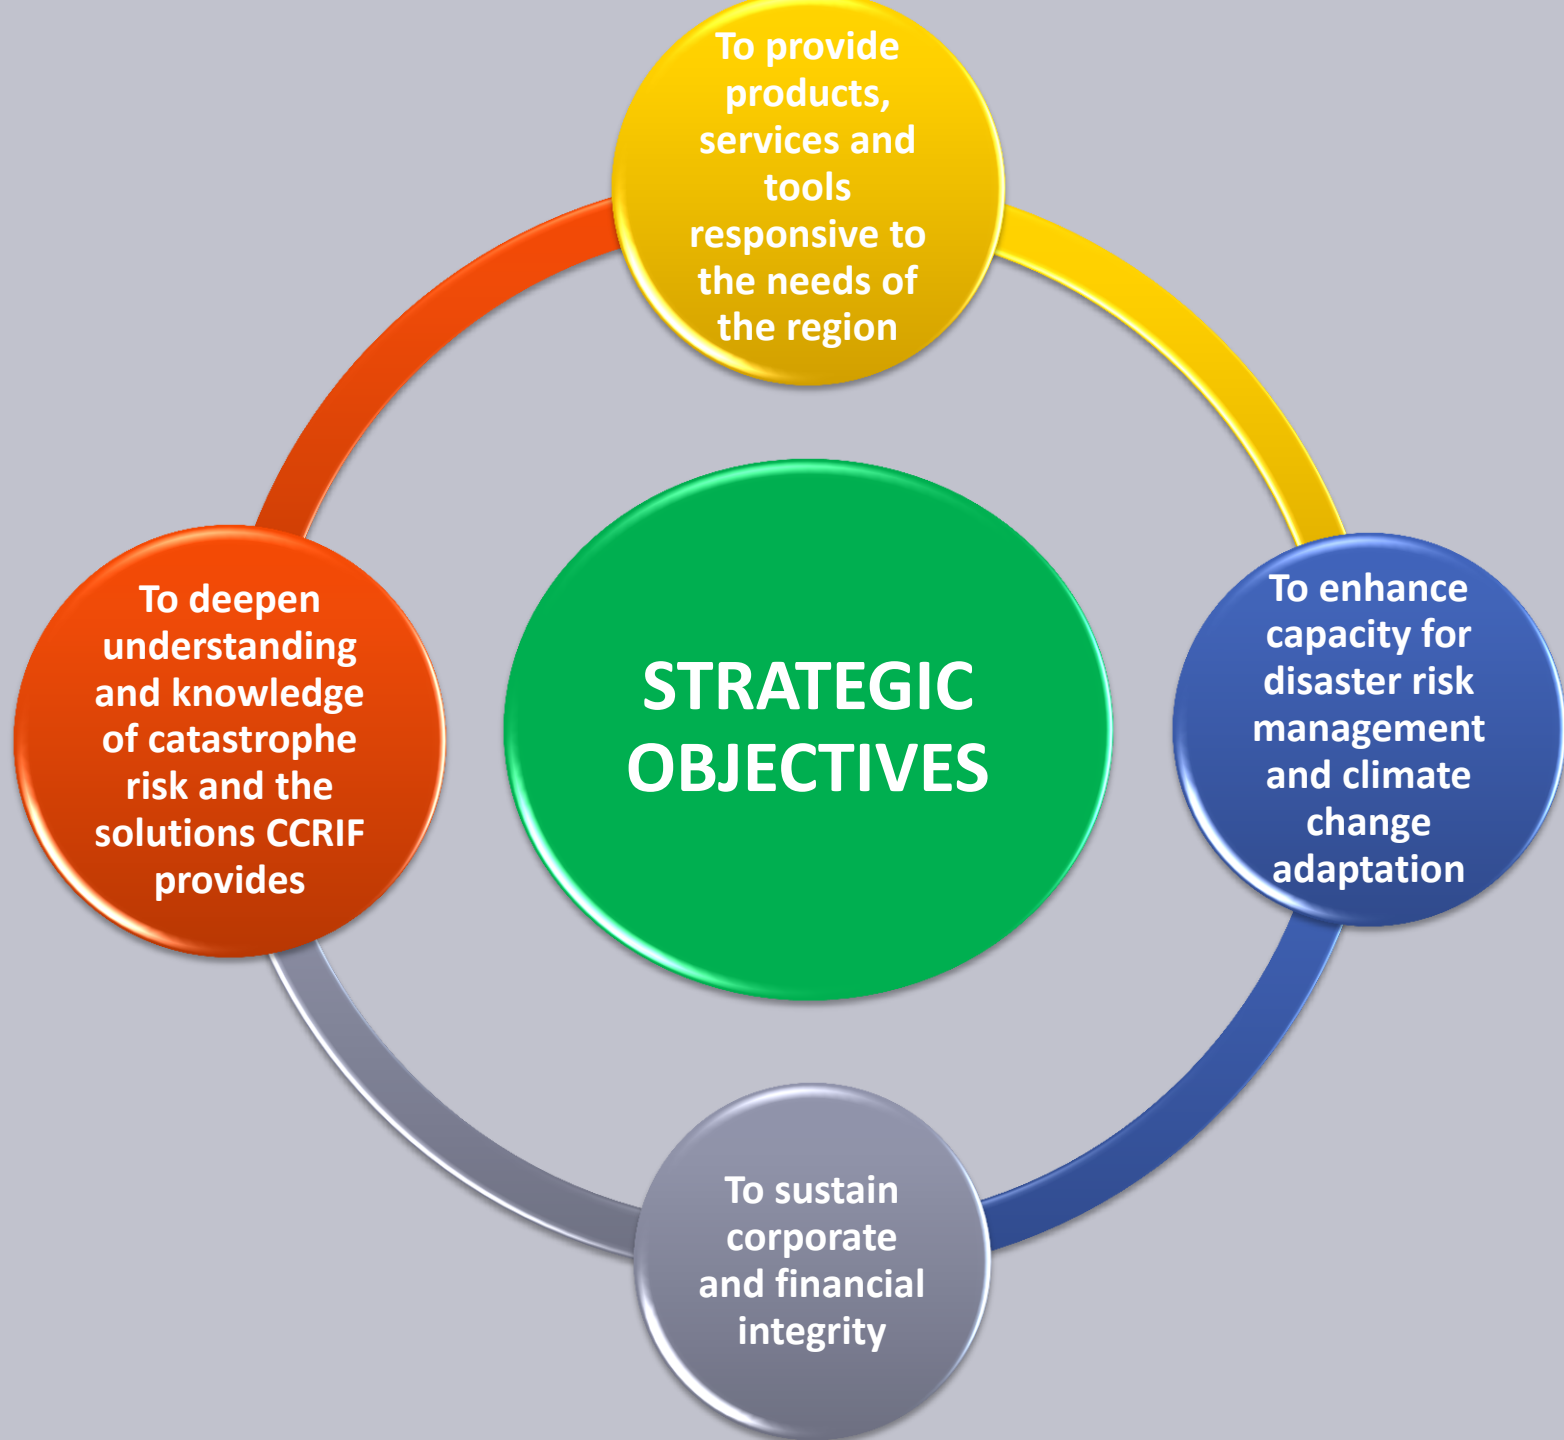 To provide
products,
services and
tools
responsive to
the needs of
the region
To enhance
capacity for
disaster risk
management
and climate
change
adaptation
To sustain
corporate
and financial
integrity
To deepen
understanding
and knowledge
of catastrophe
risk and the
solutions CCRIF
provides
STRATEGIC
OBJECTIVES